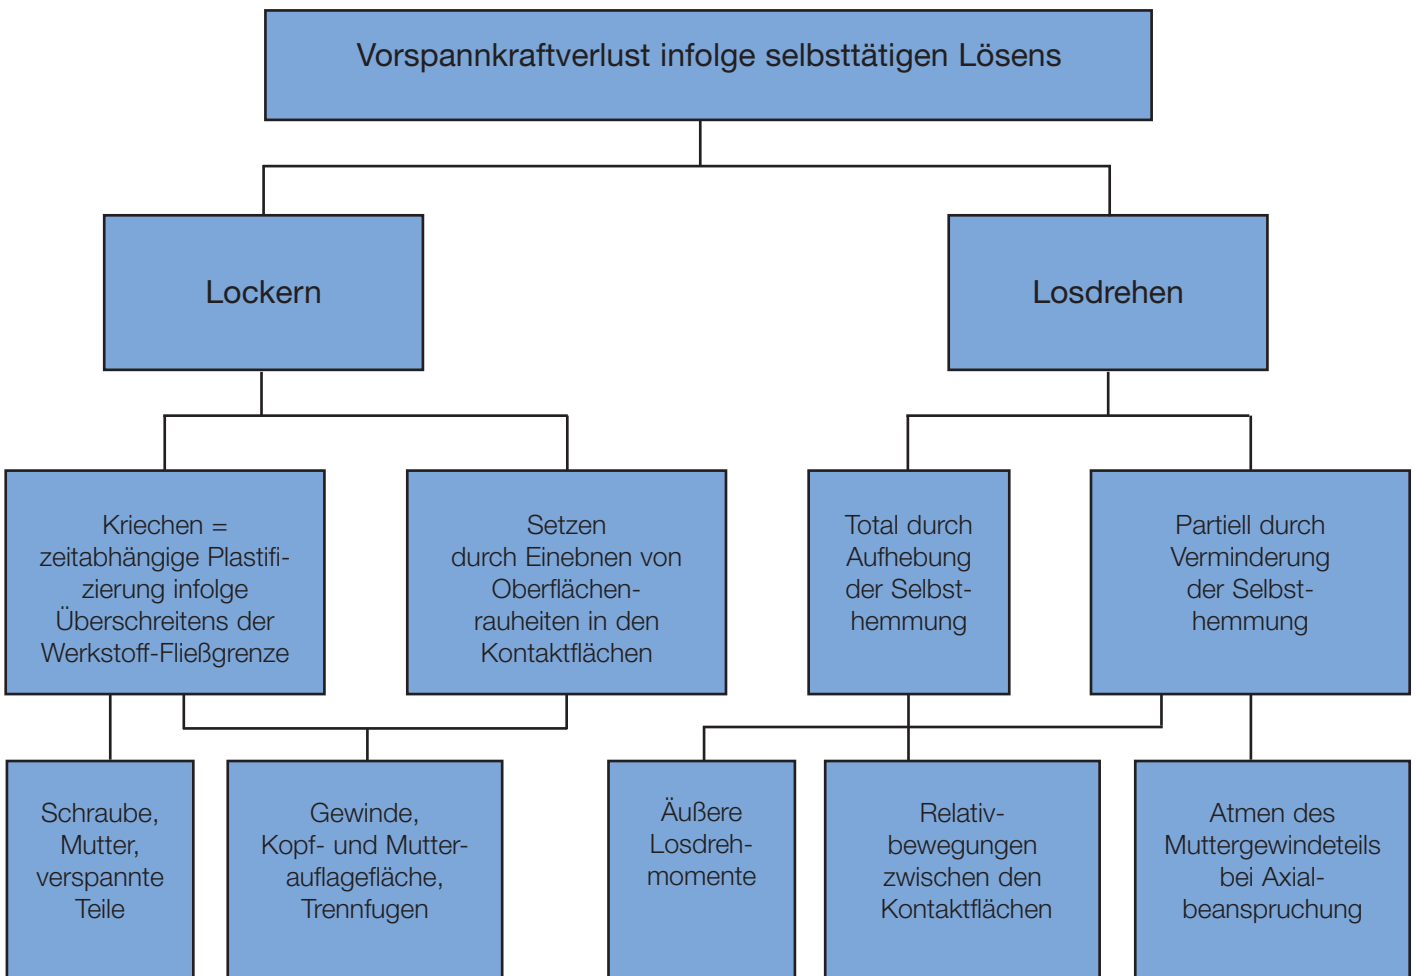 Vorspannkraftverlust infolge selbsttätigen Lösens
Lockern
Losdrehen
Kriechen =
zeitabhängige Plastifi-
zierung infolge
Überschreitens der
Werkstoff-Fließgrenze
Setzen
durch Einebnen von
Oberflächen-
rauheiten in den
Kontaktflächen
Total durch
Aufhebung
der Selbst-
hemmung
Partiell durch
Verminderung
der Selbst-
hemmung
Schraube,
Mutter,
verspannte
Teile
Gewinde,
Kopf- und Mutter-
auflagefläche,
Trennfugen
Äußere
Losdreh-
momente
Relativ-
bewegungen
zwischen den
Kontaktflächen
Atmen des
Muttergewindeteils
bei Axial-
beanspruchung